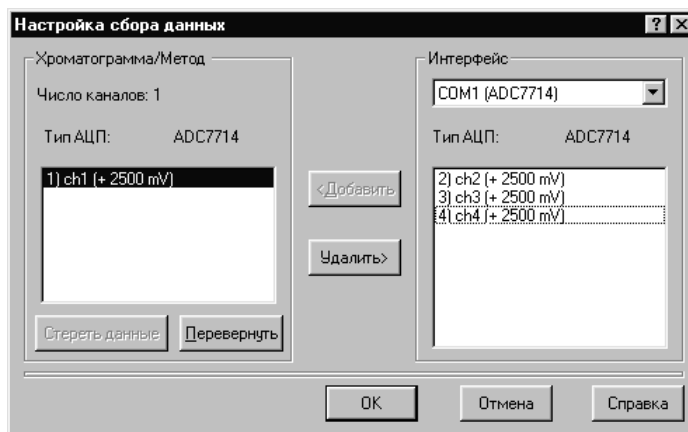 Настройка сбора данных
Хроматограмма/Метод
Число каналов: 1
Тип АЦП: ADC7714
1) ch1 (+ 2500 mV)
Стереть данные
Перевернуть
<Добавить
Удалить>
Интерфейс
COM1 (ADC7714)
Тип АЦП: ADC7714
2) ch2 (+ 2500 mV)
3) ch3 (+ 2500 mV)
4) ch4 (+ 2500 mV)
OK
Отмена
Справка